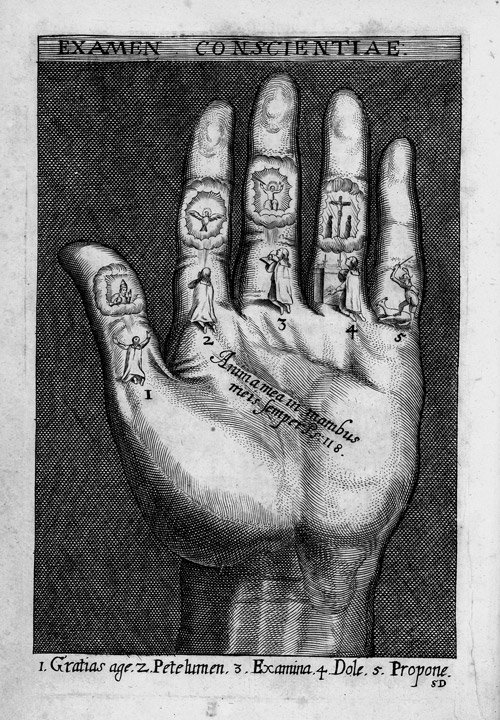 EXAMEN CONSCIENTIAE:
1
2
3
4
5
Anima mea in manibus
meis semper Ps. 118.
1. Gratias age. 2. Pete lumen. 3. Examina. 4. Dole. 5. Propone.
SD